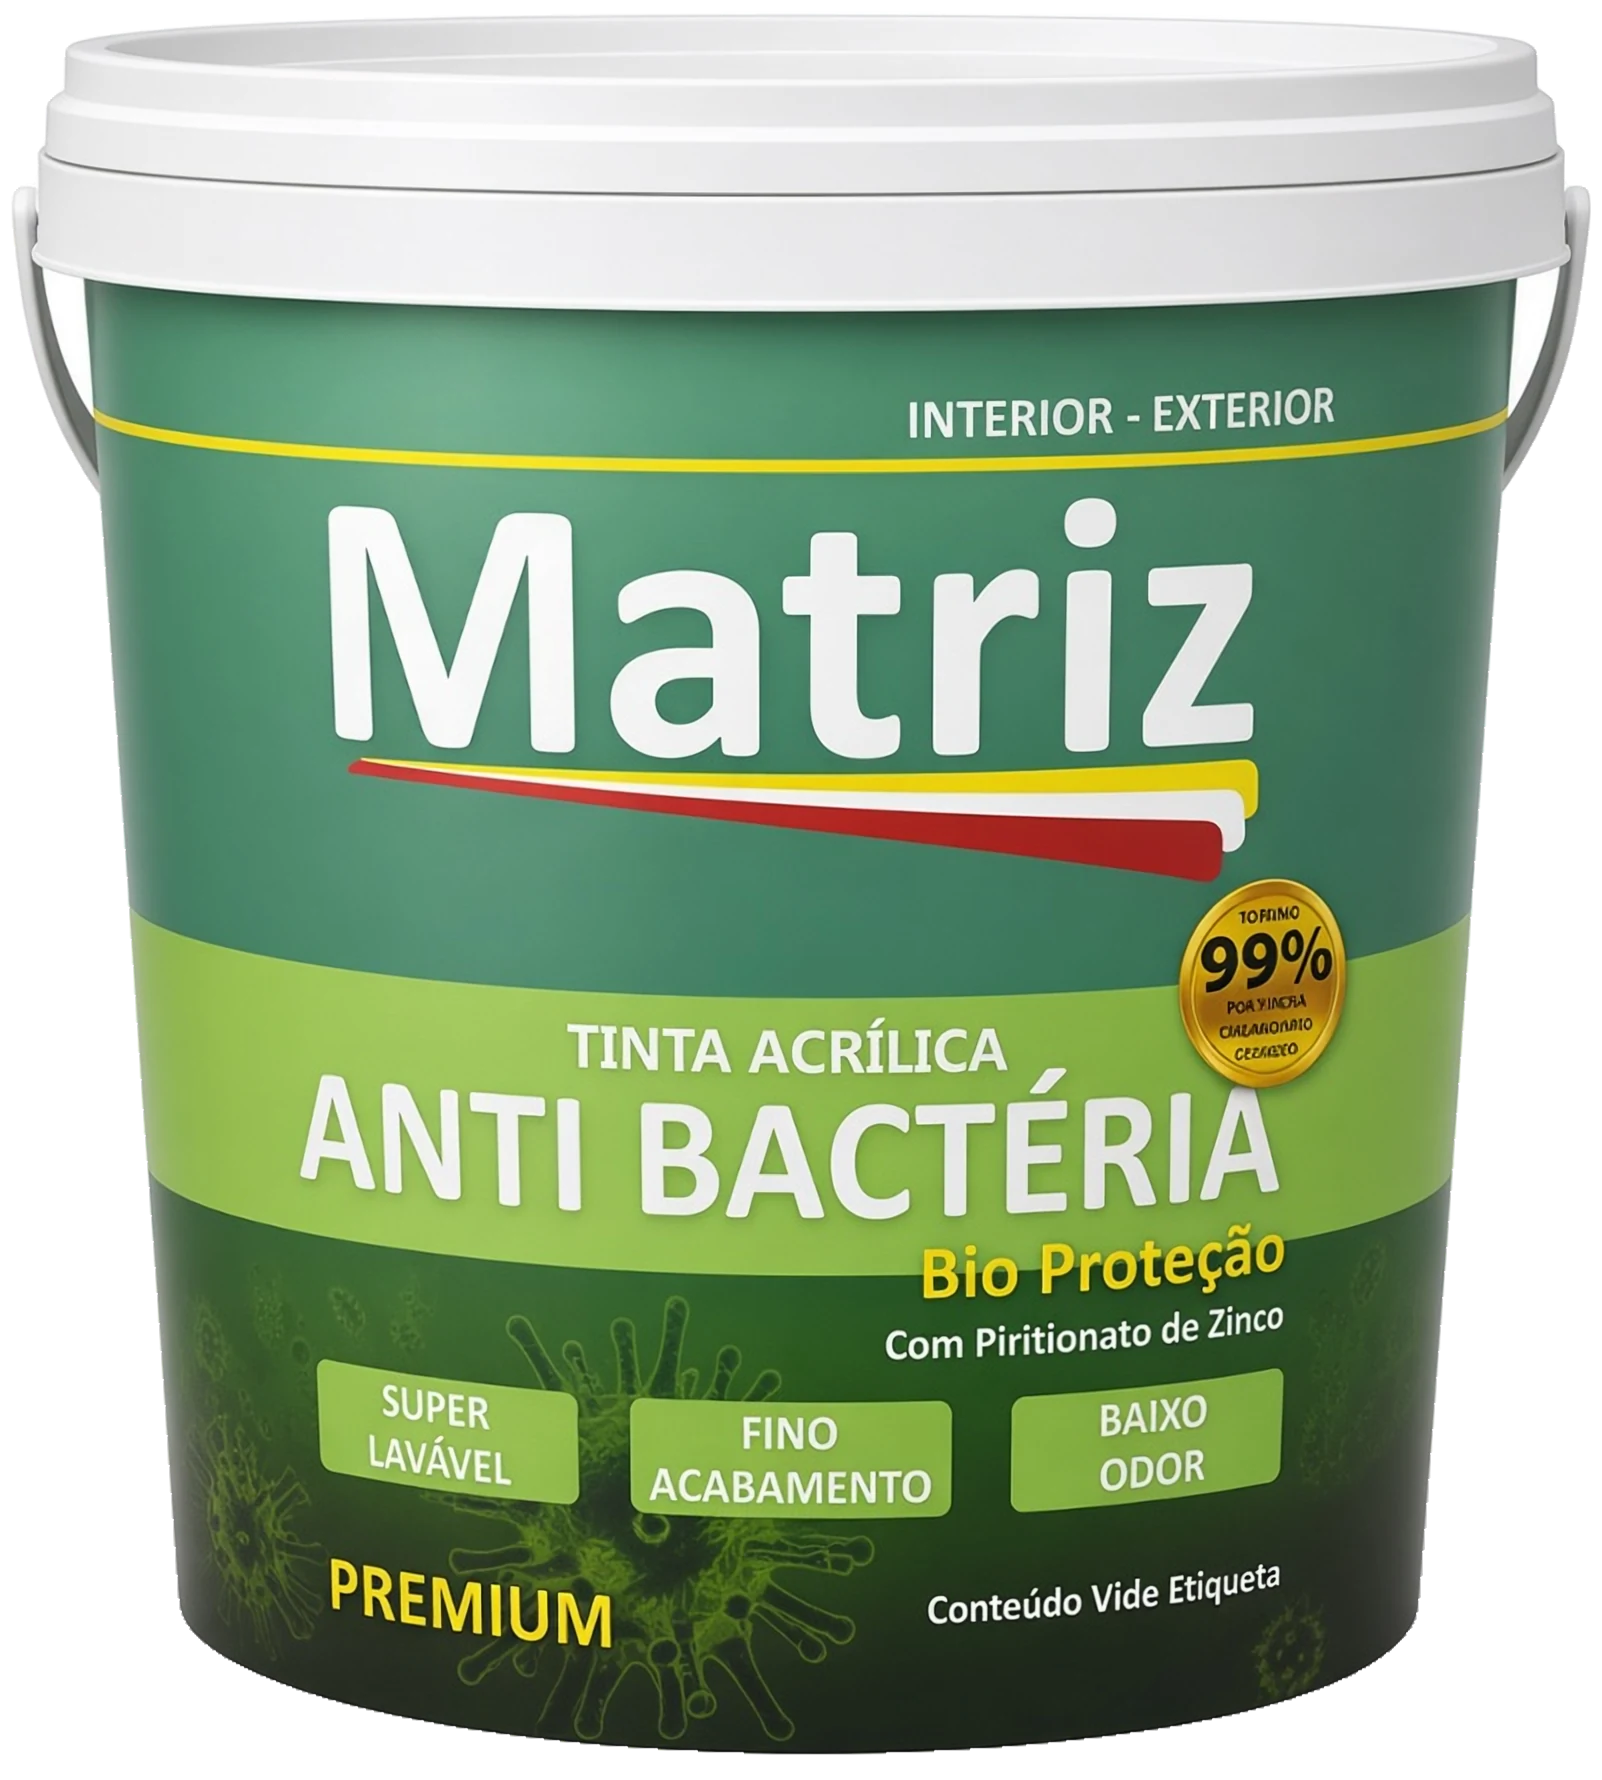 INTERIOR - EXTERIOR
Matriz
99%
TINTA ACRÍLICA
ANTI BACTÉRIA
Bio Proteção
Com Piritionato de Zinco
SUPER
LAVÁVEL
FINO
ACABAMENTO
BAIXO
ODOR
PREMIUM
Conteúdo Vide Etiqueta